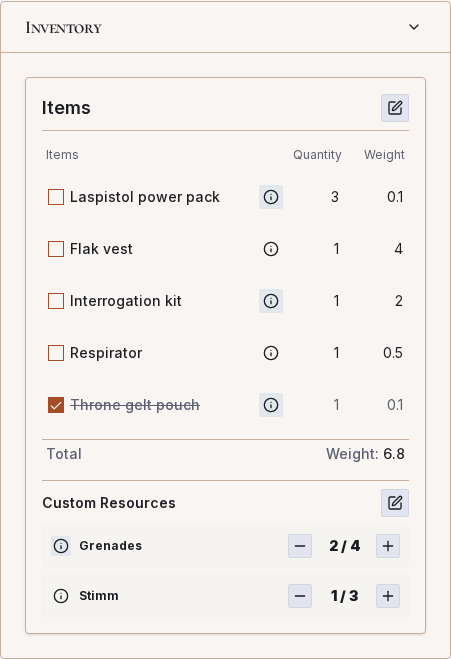 Inventory
Items
Items Quantity Weight
Laspistol power pack 3 0.1
Flak vest 1 4
Interrogation kit 1 2
Respirator 1 0.5
Throne gelt pouch 1 0.1
Total Weight: 6.8
Custom Resources
Grenades 2 / 4
Stimm 1 / 3